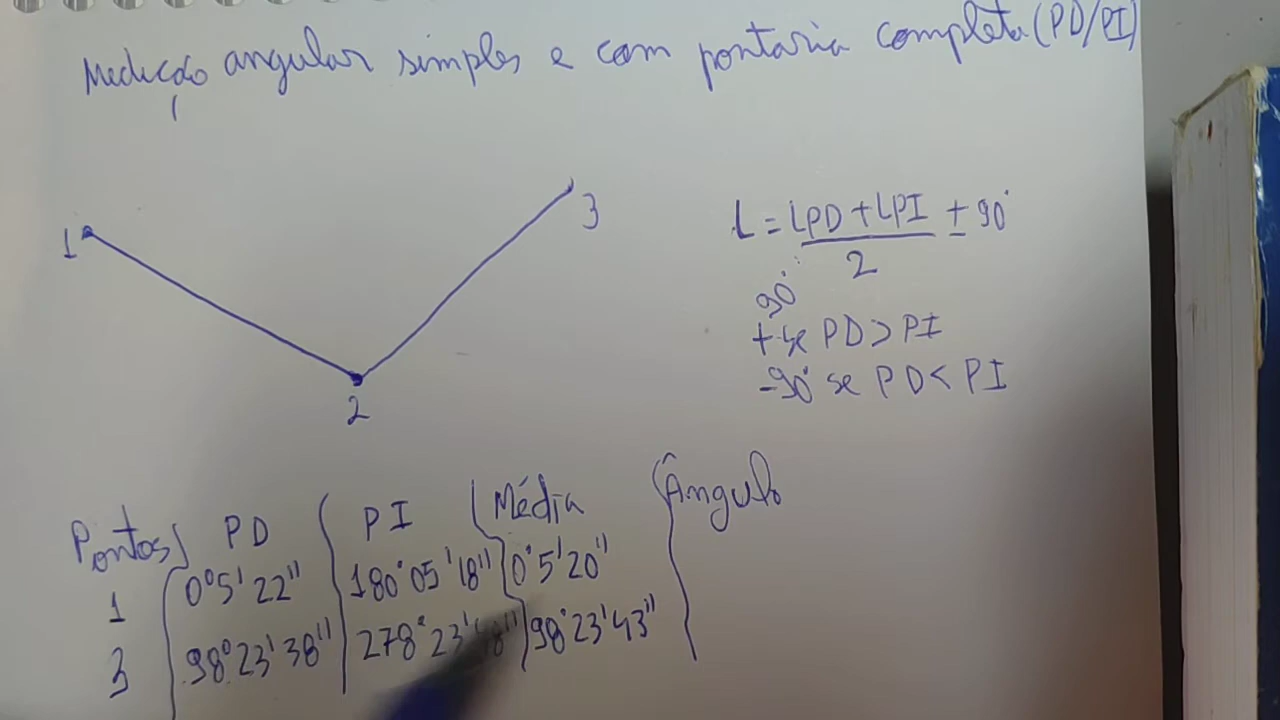 Medição angular simples e com pontaria completa (PD/PI)
1
3
2
L = LPD + LPI ± 90°
2
90°
+ se PD > PI
-90° se PD < PI
Pontos PD PI Média Ângulo
1 0°5'22" 180°05'18" 0°5'20"
3 98°23'38" 278°23' 98°23'43"